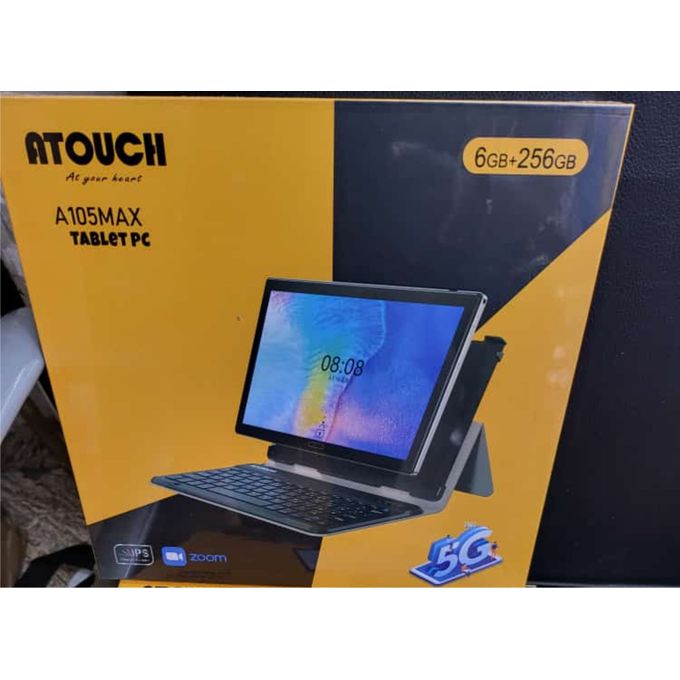 ATOUCH
At your heart
6GB+256GB
A105MAX
TABLET PC
08:08
IPS
zoom
5G